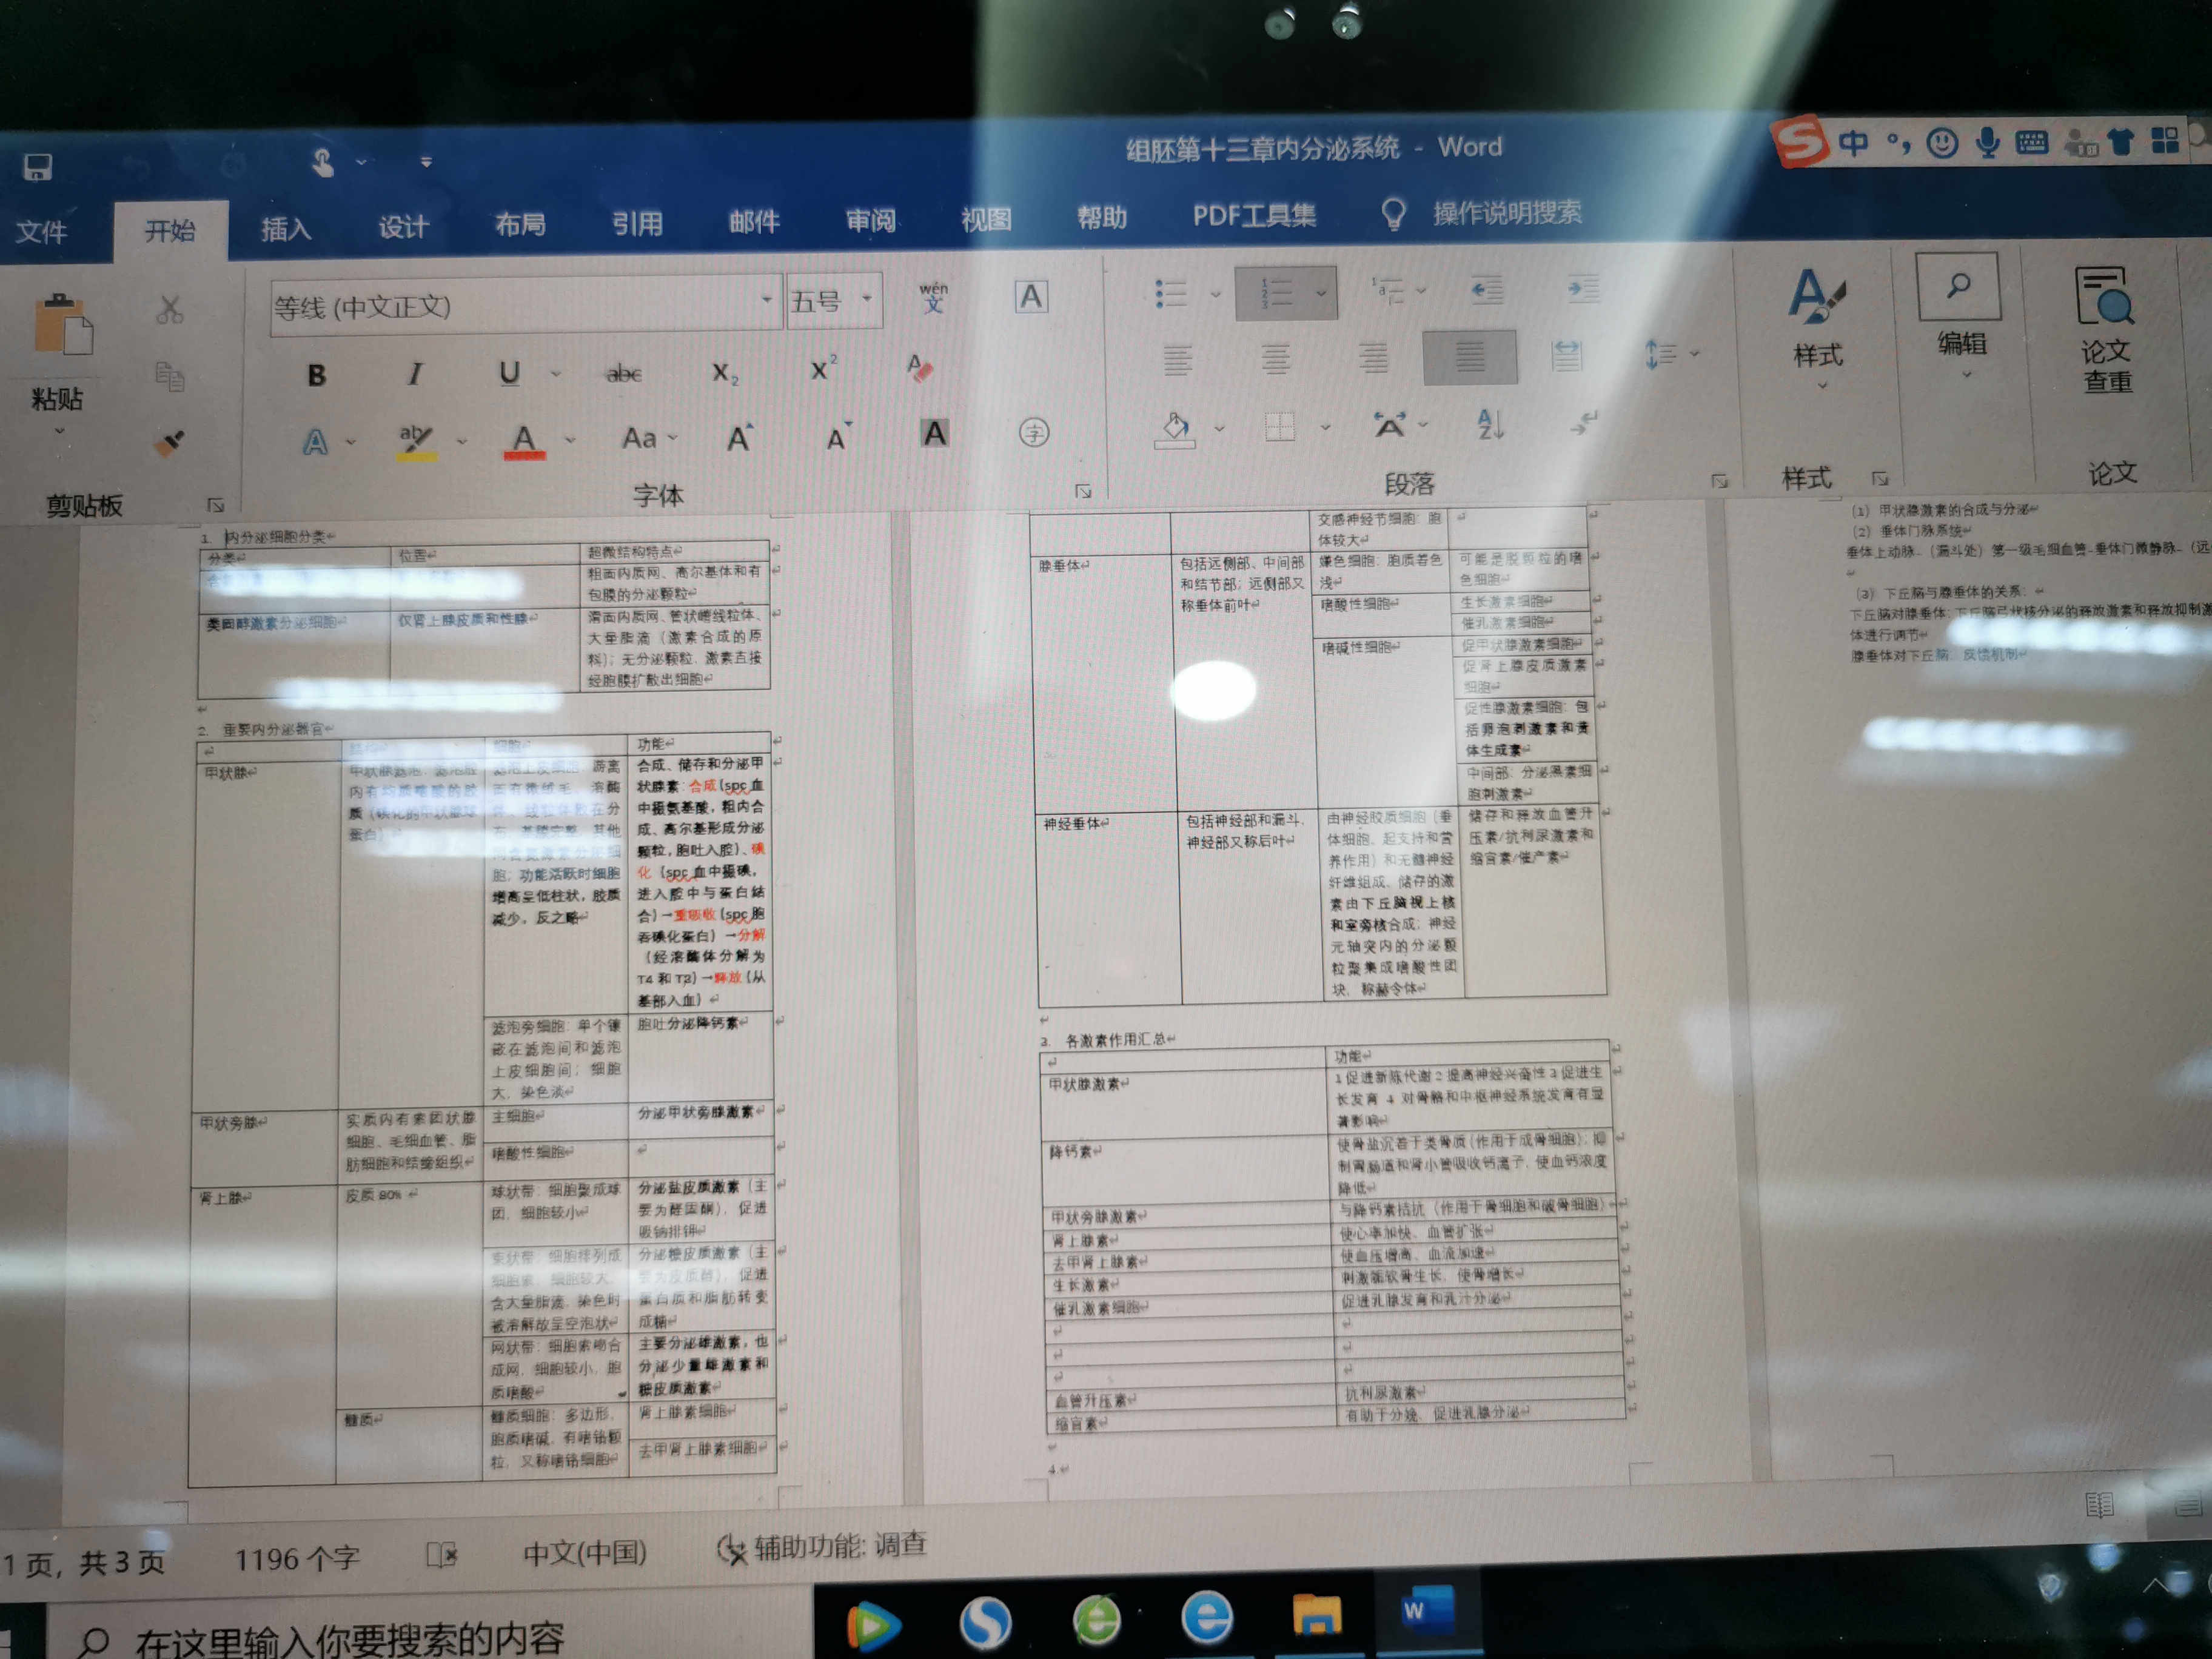 组胚第十三章内分泌系统 - Word
中
文件 开始 插入 设计 布局 引用 邮件 审阅 视图 帮助 PDF工具集 操作说明搜索
粘贴
剪贴板
等线 (中文正文) 五号
wén
文
A
B I U abc X₂ X² A
A ab A Aa A A A 字
字体
段落
样式
样式
编辑
论文
查重
论文
1. 内分泌细胞分类
分类 位置 超微结构特点
粗面内质网、高尔基体和有
包膜的分泌颗粒
类固醇激素分泌细胞 仅肾上腺皮质和性腺 滑面内质网、管状嵴线粒体、
大量脂滴（激素合成的原
料）；无分泌颗粒，激素直接
经胞膜扩散出细胞
2. 重要内分泌器官
细胞 功能
甲状腺
内有均质嗜酸的胶
质（碘化的甲状腺球
蛋白）
胞；功能活跃时细胞
增高呈低柱状，胶质
减少，反之略
合成、储存和分泌甲
状腺素：合成（spc 血
中摄氨基酸，粗内合
成、高尔基形成分泌
颗粒，胞吐入腔）、碘
化（spc 血中摄碘，
进入腔中与蛋白结
合）→重吸收（spc 胞
吞碘化蛋白）→分解
（经溶酶体分解为
T4 和 T3）→释放（从
基部入血）
滤泡旁细胞：单个镶
嵌在滤泡间和滤泡
上皮细胞间；细胞
大，染色淡
胞吐分泌降钙素
甲状旁腺 实质内有索团状腺
细胞、毛细血管、脂
肪细胞和结缔组织
主细胞 分泌甲状旁腺激素
嗜酸性细胞
肾上腺 皮质 80%
球状带：细胞聚成球
团，细胞较小
分泌盐皮质激素（主
要为醛固酮），促进
吸钠排钾
束状带：细胞排列成
细胞索，细胞较大，
含大量脂滴，染色时
被溶解故呈空泡状
分泌糖皮质激素（主
要为皮质醇），促进
蛋白质和脂肪转变
成糖
网状带：细胞索吻合
成网，细胞较小，胞
质嗜酸
主要分泌雄激素，也
分泌少量雌激素和
糖皮质激素
髓质 髓质细胞：多边形，
胞质嗜碱，有嗜铬颗
粒，又称嗜铬细胞
肾上腺素细胞
去甲肾上腺素细胞
交感神经节细胞：胞
体较大
腺垂体 包括远侧部、中间部
和结节部；远侧部又
称垂体前叶
嫌色细胞：胞质着色
浅
可能是脱颗粒的嗜
色细胞
嗜酸性细胞 生长激素细胞
催乳激素细胞
嗜碱性细胞 促甲状腺激素细胞
促肾上腺皮质激素
细胞
促性腺激素细胞：包
括卵泡刺激素和黄
体生成素
中间部、分泌黑素细
胞刺激素
神经垂体 包括神经部和漏斗，
神经部又称后叶
由神经胶质细胞（垂
体细胞，起支持和营
养作用）和无髓神经
纤维组成。储存的激
素由下丘脑视上核
和室旁核合成；神经
元轴突内的分泌颗
粒聚集成嗜酸性团
块，称赫令体
储存和释放血管升
压素/抗利尿激素和
缩宫素/催产素
3. 各激素作用汇总
功能
甲状腺激素 1 促进新陈代谢 2 提高神经兴奋性 3 促进生
长发育 4 对骨骼和中枢神经系统发育有显
著影响
降钙素 使骨盐沉着于类骨质（作用于成骨细胞）；抑
制胃肠道和肾小管吸收钙离子，使血钙浓度
降低
甲状旁腺激素 与降钙素拮抗（作用于骨细胞和破骨细胞）
肾上腺素 使心率加快、血管扩张
去甲肾上腺素 使血压增高、血流加速
生长激素 刺激骺软骨生长，使骨增长
催乳激素细胞 促进乳腺发育和乳汁分泌
血管升压素 抗利尿激素
缩宫素 有助于分娩，促进乳腺分泌
4.
（1）甲状腺激素的合成与分泌
（2）垂体门脉系统
垂体上动脉-（漏斗处）第一级毛细血管-垂体门微静脉-（远
（3）下丘脑与腺垂体的关系：
下丘脑对腺垂体：下丘脑弓状核分泌的释放激素和释放抑制激
体进行调节
腺垂体对下丘脑：反馈机制
1 页，共 3 页 1196 个字 中文(中国) 辅助功能: 调查
在这里输入你要搜索的内容